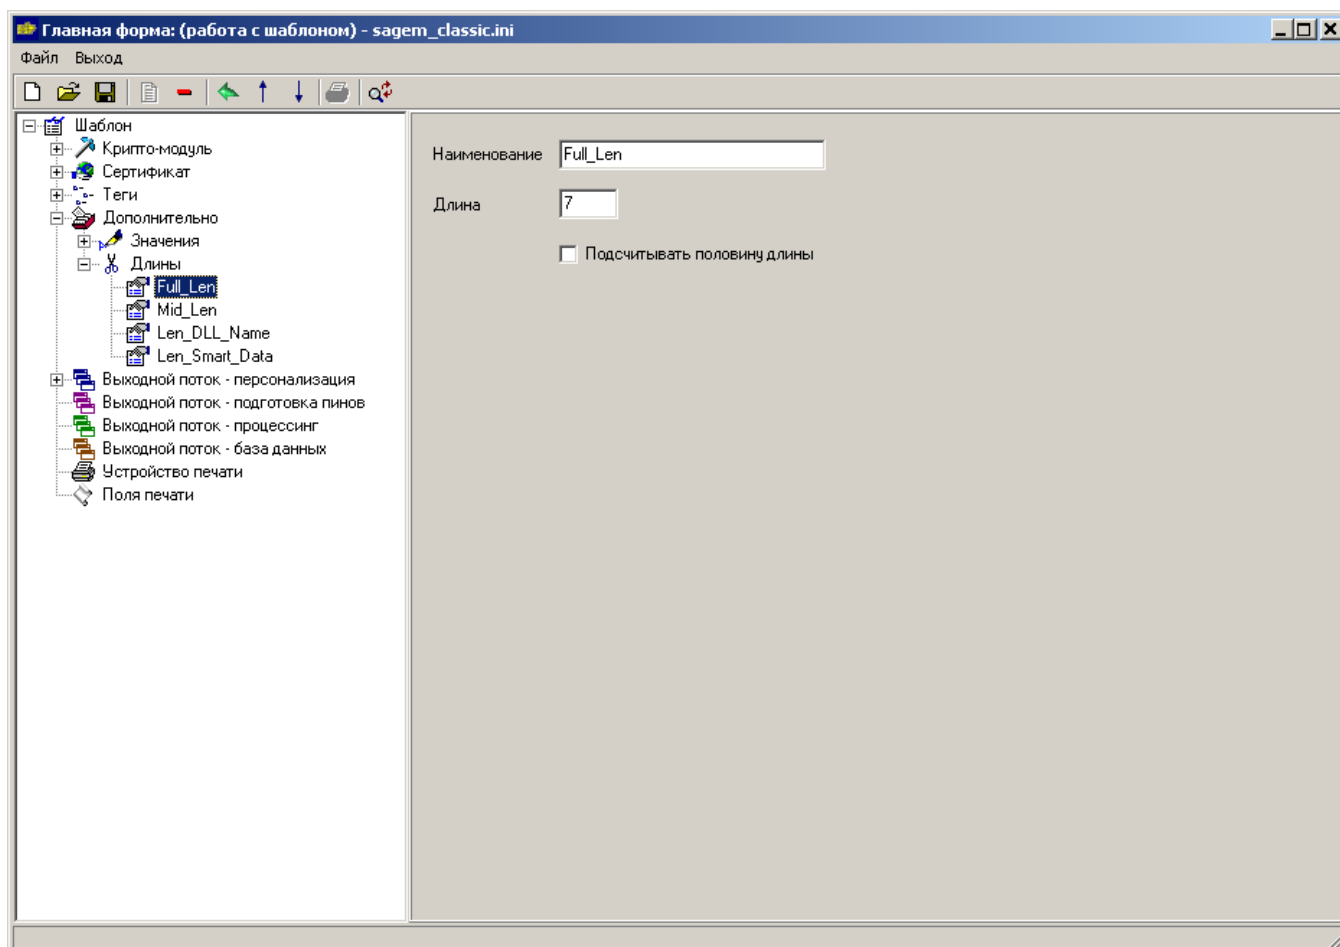 Главная форма: (работа с шаблоном) - sagem_classic.ini
Файл Выход
Шаблон
Крипто-модуль
Сертификат
Теги
Дополнительно
Значения
Длины
Full_Len
Mid_Len
Len_DLL_Name
Len_Smart_Data
Выходной поток - персонализация
Выходной поток - подготовка пинов
Выходной поток - процессинг
Выходной поток - база данных
Устройство печати
Поля печати
Наименование Full_Len
Длина 7
Подсчитывать половину длины